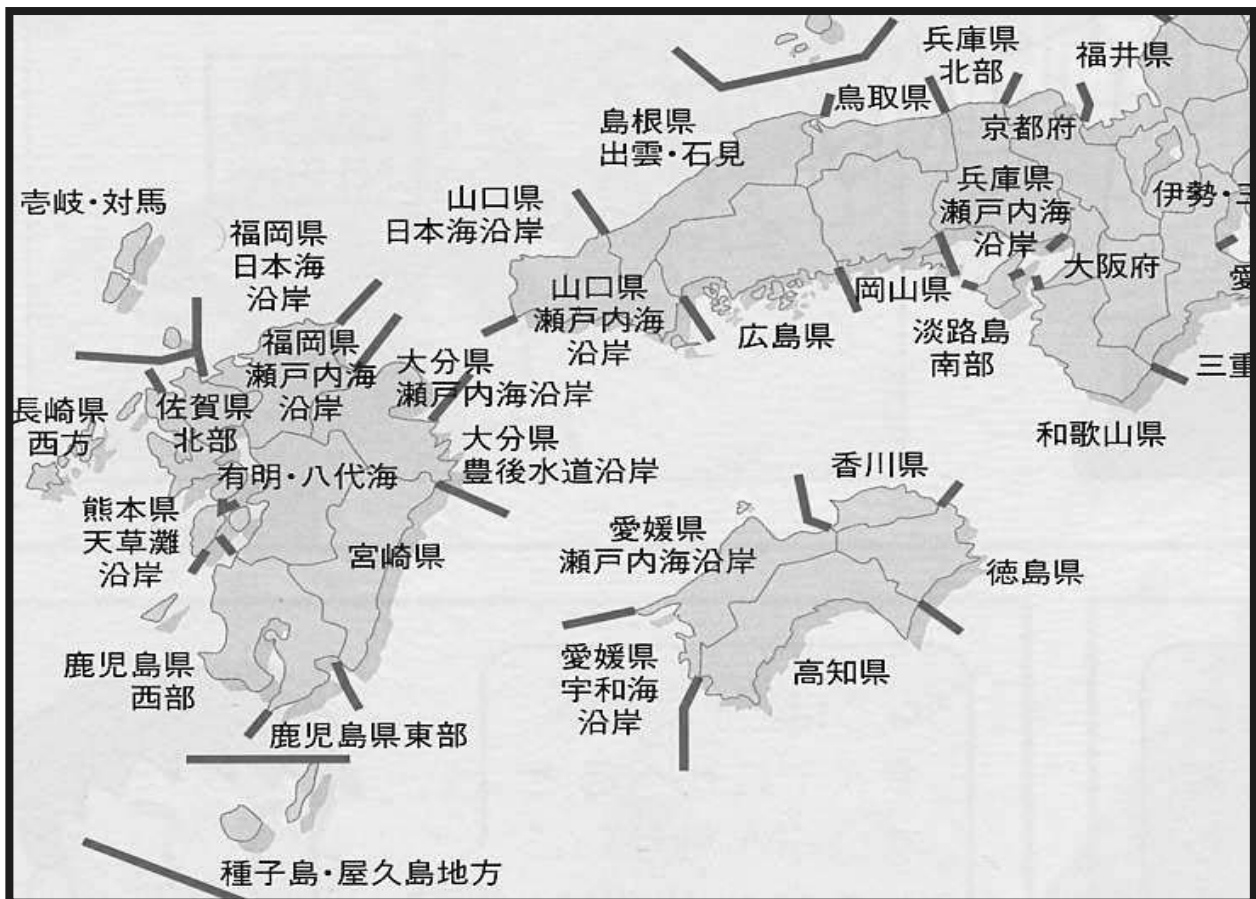 兵庫県
北部
福井県
鳥取県
京都府
島根県
出雲・石見
兵庫県
瀬戸内海
沿岸
伊勢・三
壱岐・対馬
山口県
日本海沿岸
福岡県
日本海
沿岸
大阪府
愛
山口県
瀬戸内海
沿岸
岡山県
広島県
淡路島
南部
三重
福岡県
瀬戸内海
沿岸
大分県
瀬戸内海沿岸
長崎県
西方
佐賀県
北部
大分県
豊後水道沿岸
和歌山県
有明・八代海
香川県
熊本県
天草灘
沿岸
宮崎県
愛媛県
瀬戸内海沿岸
徳島県
鹿児島県
西部
愛媛県
宇和海
沿岸
高知県
鹿児島県東部
種子島・屋久島地方